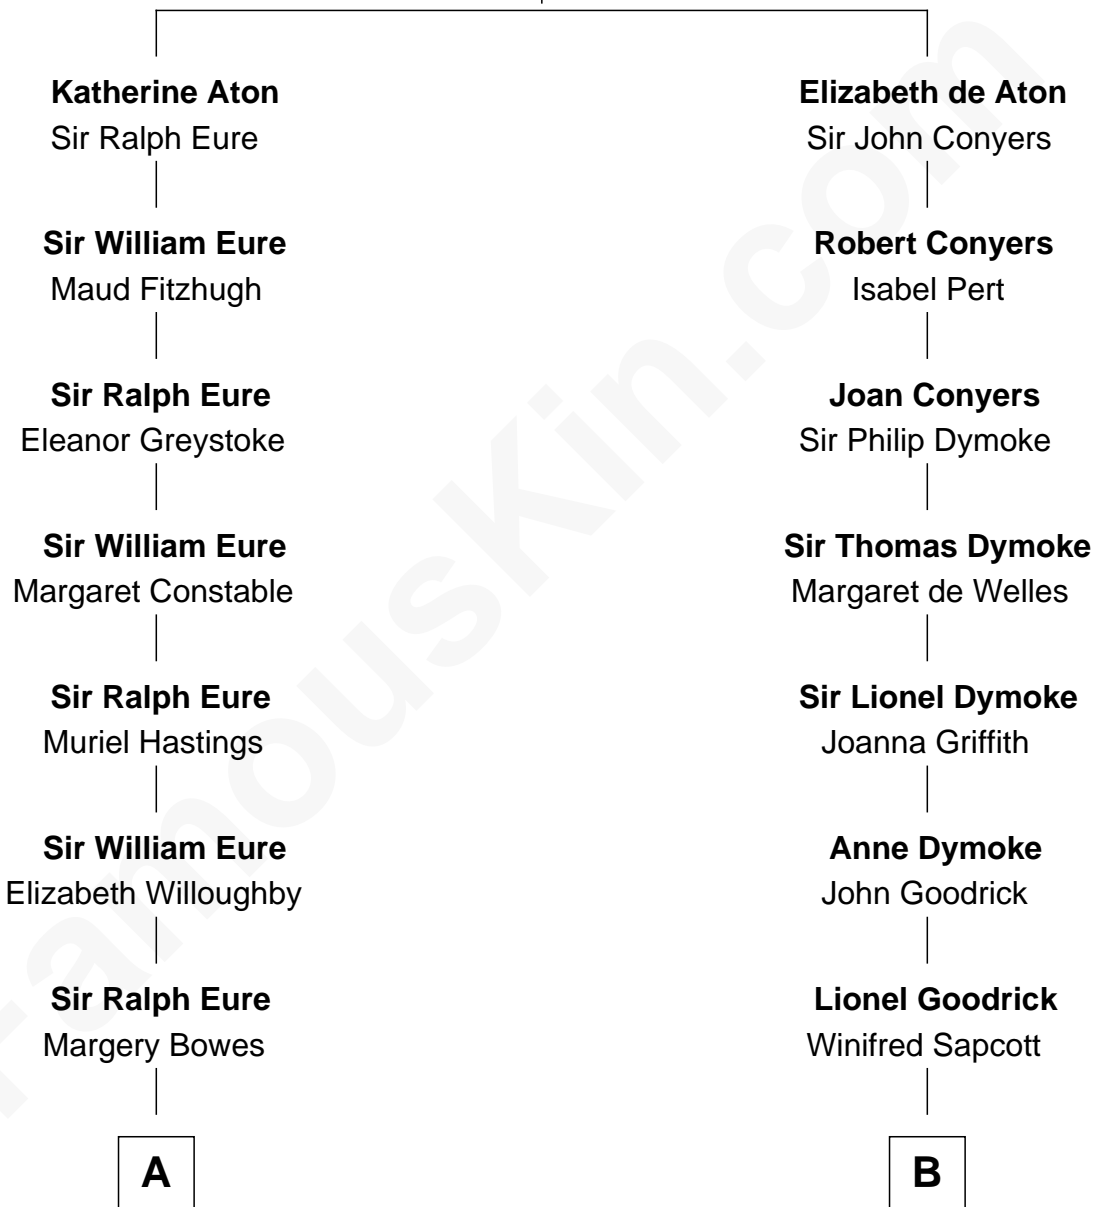 Katherine Aton
Sir Ralph Eure
Sir William Eure
Maud Fitzhugh
Sir Ralph Eure
Eleanor Greystoke
Sir William Eure
Margaret Constable
Sir Ralph Eure
Muriel Hastings
Sir William Eure
Elizabeth Willoughby
Sir Ralph Eure
Margery Bowes
A
Elizabeth de Aton
Sir John Conyers
Robert Conyers
Isabel Pert
Joan Conyers
Sir Philip Dymoke
Sir Thomas Dymoke
Margaret de Welles
Sir Lionel Dymoke
Joanna Griffith
Anne Dymoke
John Goodrick
Lionel Goodrick
Winifred Sapcott
B
FamousKin.com